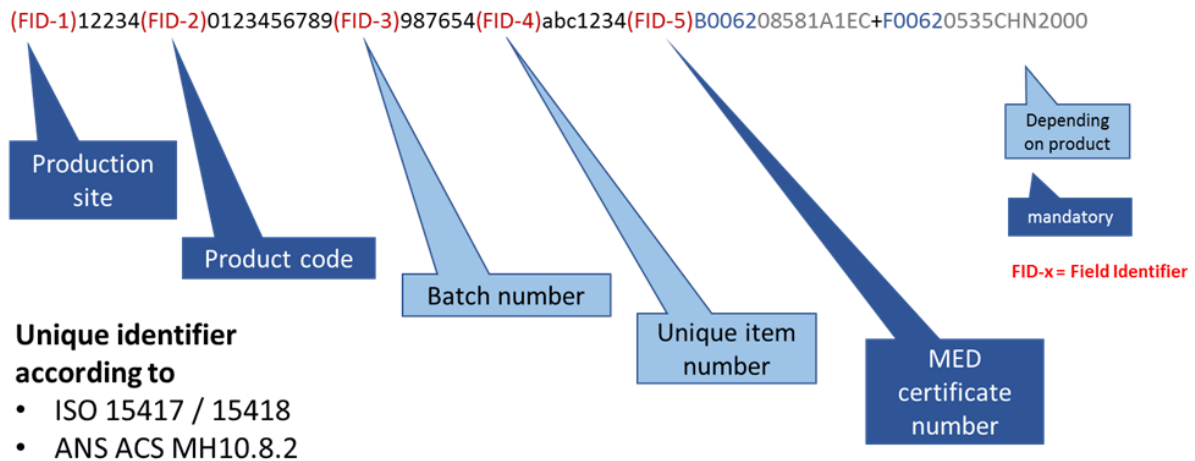 (FID-1)12234(FID-2)0123456789(FID-3)987654(FID-4)abc1234(FID-5)B006208581A1EC+F00620535CHN2000
Depending
on product
Production
site
mandatory
Product code
FID-x = Field Identifier
Batch number
Unique item
number
MED
certificate
number
Unique identifier
according to
• ISO 15417 / 15418
• ANS ACS MH10.8.2